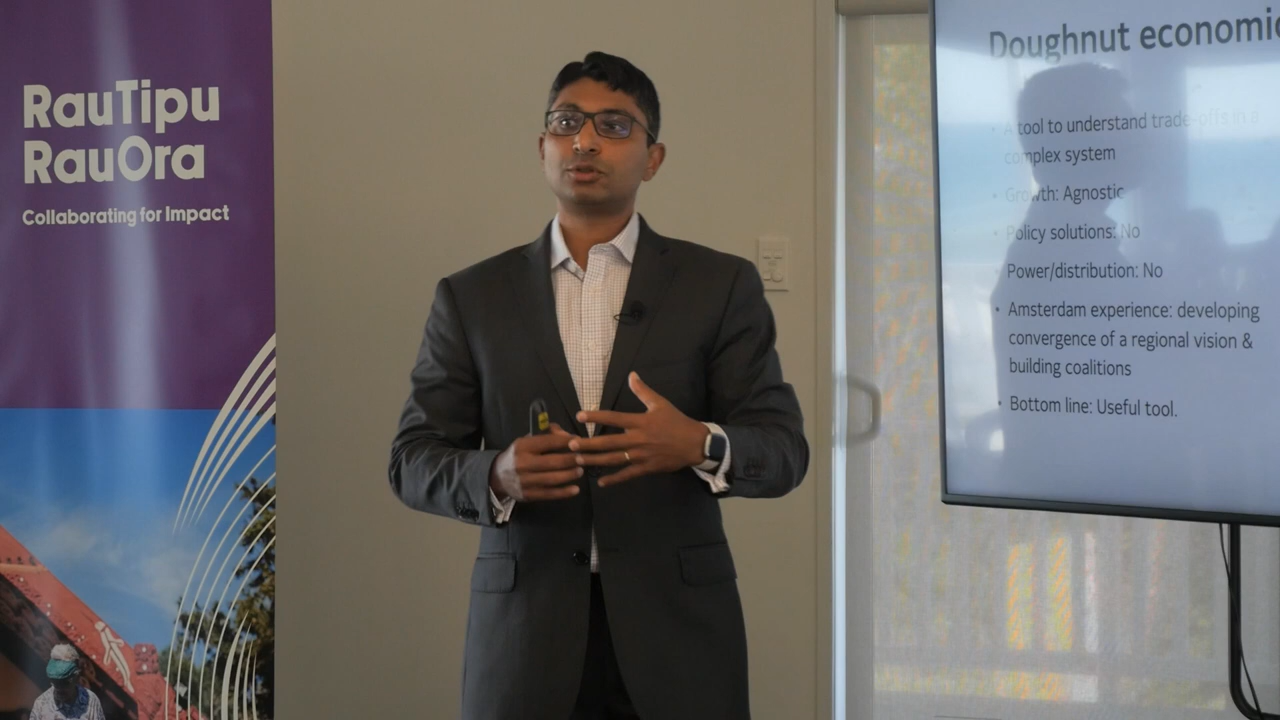 RauTipu
RauOra
Collaborating for Impact
Doughnut economic
• A tool to understand trade-offs in a
complex system
• Growth: Agnostic
• Policy solutions: No
• Power/distribution: No
• Amsterdam experience: developing
convergence of a regional vision &
building coalitions
• Bottom line: Useful tool.